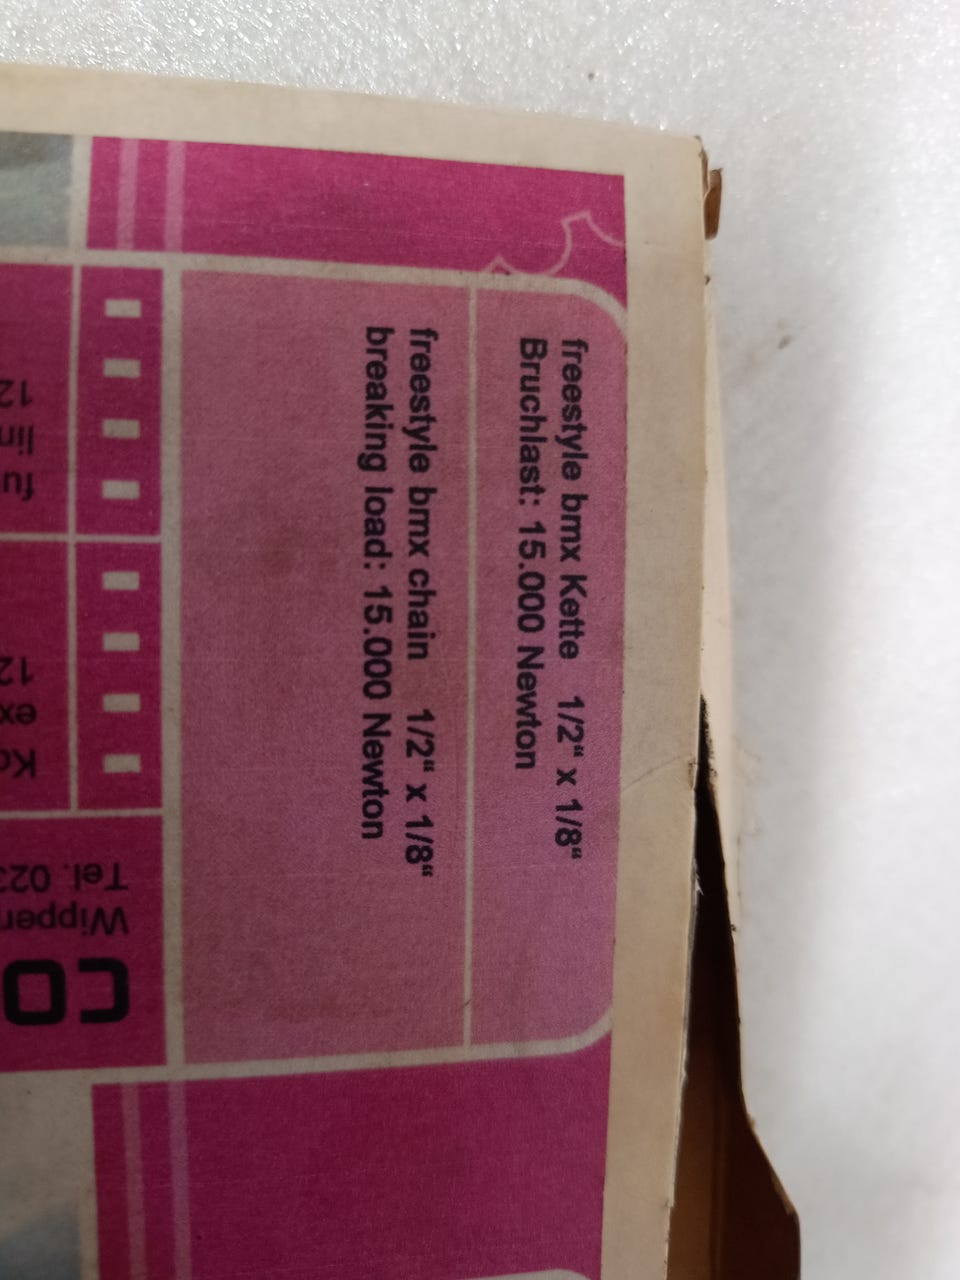 freestyle bmx Kette 1/2“ x 1/8“
Bruchlast: 15.000 Newton
freestyle bmx chain 1/2“ x 1/8“
breaking load: 15.000 Newton
Tel.